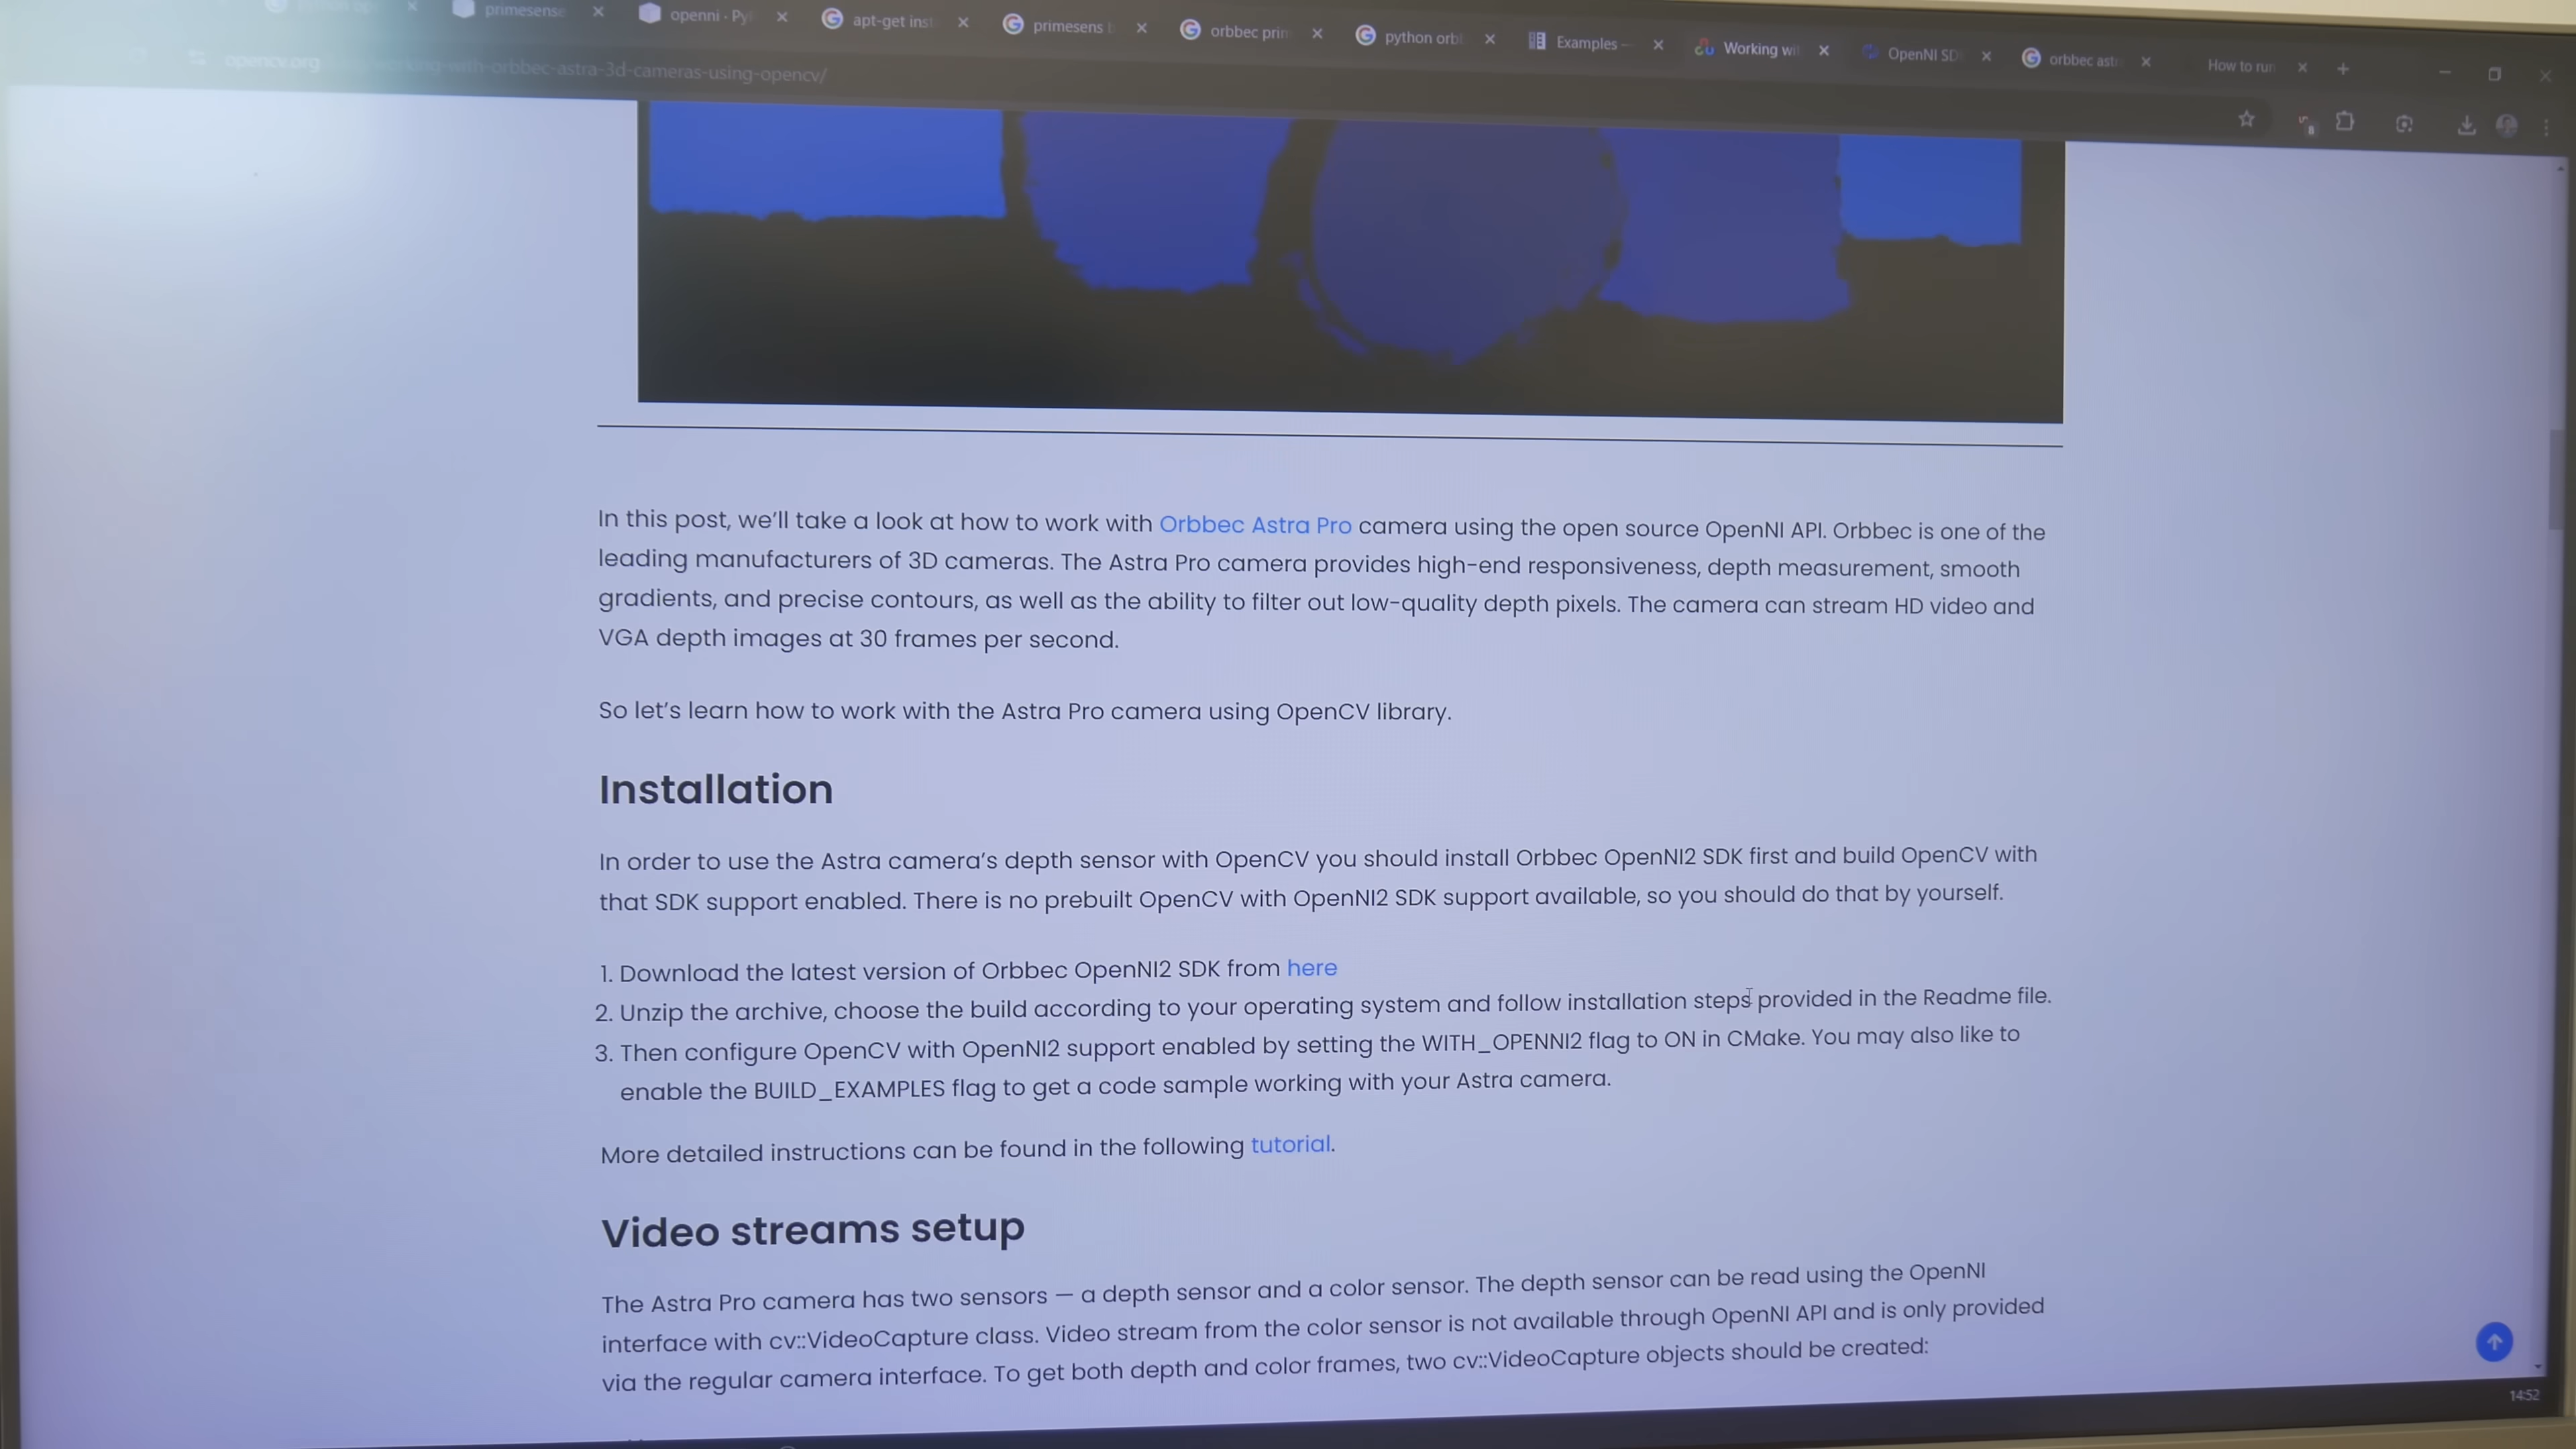 primesense
openni · Py
apt-get inst
primesens
orbbec prim
python orb
Examples —
Working wi
OpenNI SD
orbbec ast
How to run
opencv.org
working-with-orbbec-astra-3d-cameras-using-opencv/
In this post, we'll take a look at how to work with Orbbec Astra Pro camera using the open source OpenNI API. Orbbec is one of the
leading manufacturers of 3D cameras. The Astra Pro camera provides high-end responsiveness, depth measurement, smooth
gradients, and precise contours, as well as the ability to filter out low-quality depth pixels. The camera can stream HD video and
VGA depth images at 30 frames per second.
So let's learn how to work with the Astra Pro camera using OpenCV library.
Installation
In order to use the Astra camera's depth sensor with OpenCV you should install Orbbec OpenNI2 SDK first and build OpenCV with
that SDK support enabled. There is no prebuilt OpenCV with OpenNI2 SDK support available, so you should do that by yourself.
1. Download the latest version of Orbbec OpenNI2 SDK from here
2. Unzip the archive, choose the build according to your operating system and follow installation steps provided in the Readme file.
3. Then configure OpenCV with OpenNI2 support enabled by setting the WITH_OPENNI2 flag to ON in CMake. You may also like to
enable the BUILD_EXAMPLES flag to get a code sample working with your Astra camera.
More detailed instructions can be found in the following tutorial.
Video streams setup
The Astra Pro camera has two sensors — a depth sensor and a color sensor. The depth sensor can be read using the OpenNI
interface with cv::VideoCapture class. Video stream from the color sensor is not available through OpenNI API and is only provided
via the regular camera interface. To get both depth and color frames, two cv::VideoCapture objects should be created:
14:52